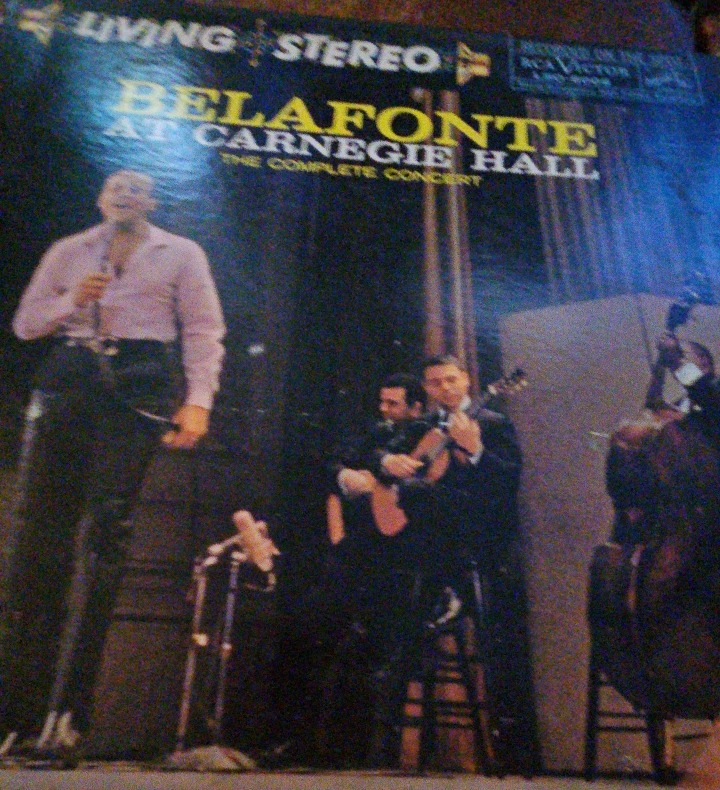 LIVING STEREO
RCA VICTOR
BELAFONTE
AT CARNEGIE HALL
THE COMPLETE CONCERT